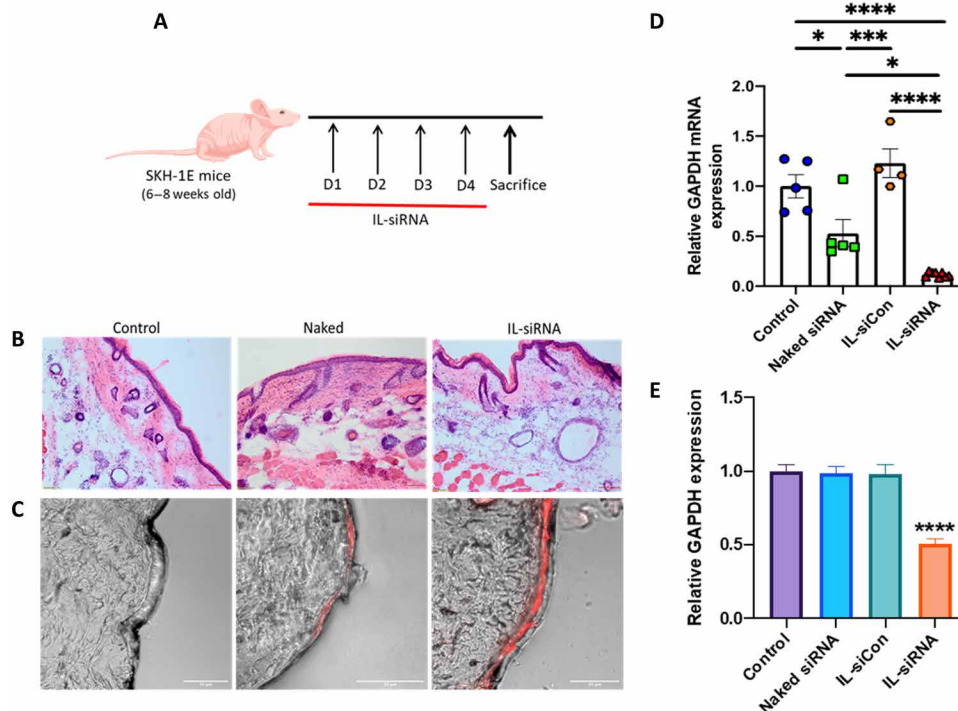 A
SKH-1E mice
(6–8 weeks old)
D1 D2 D3 D4 Sacrifice
IL-siRNA
B
Control Naked IL-siRNA
C
D
****
* ***
*
****
Relative GAPDH mRNA
expression
2.0
1.5
1.0
0.5
0.0
Control
Naked siRNA
IL-siCon
IL-siRNA
E
Relative GAPDH expression
1.5
1.0
0.5
0.0
****
Control
Naked siRNA
IL-siCon
IL-siRNA